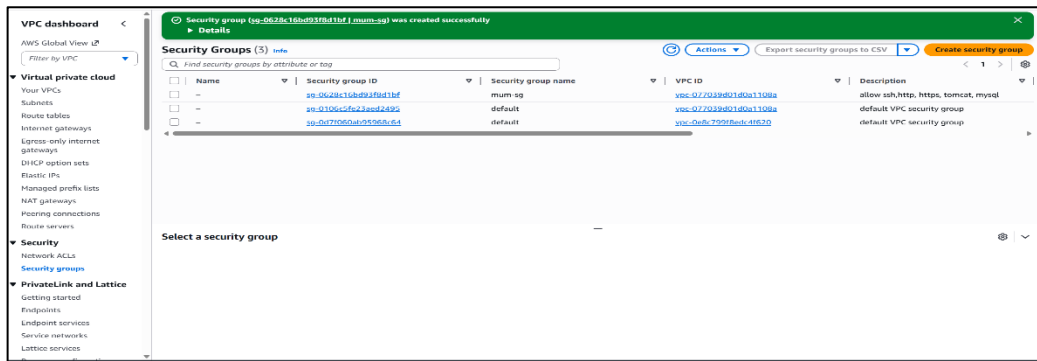 VPC dashboard
AWS Global View
Filter by VPC
Virtual private cloud
Your VPCs
Subnets
Route tables
Internet gateways
Egress-only internet
gateways
DHCP option sets
Elastic IPs
Managed prefix lists
NAT gateways
Peering connections
Route servers
Security
Network ACLs
Security groups
PrivateLink and Lattice
Getting started
Endpoints
Endpoint services
Service networks
Lattice services
Security group (sg-0628c16bd93f8d1bf | mum-sg) was created successfully
Details
Security Groups (3) Info
Actions Export security groups to CSV Create security group
Find security groups by attribute or tag
1
Name Security group ID Security group name VPC ID Description
– sg-0628c16bd93f8d1bf mum-sg vpc-077039d01d0a1108a allow ssh,http, https, tomcat, mysql
– sg-0106c5fe23aed2495 default vpc-077039d01d0a1108a default VPC security group
– sg-0d7f060ab95968c64 default vpc-0e8c799f8edc4f620 default VPC security group
Select a security group